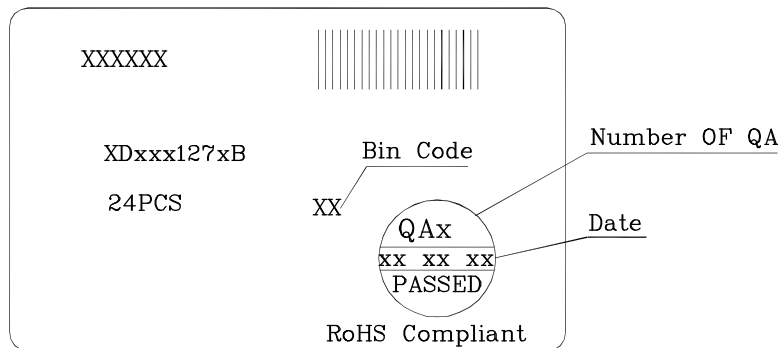 XXXXXX
Number OF QA
XDxxx127xB
Bin Code
24PCS
XX
QAx
Date
xx xx xx
PASSED
RoHS Compliant